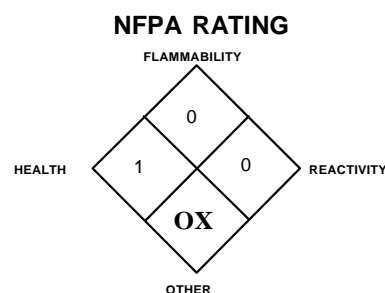 NFPA RATING
FLAMMABILITY
0
HEALTH 1 0 REACTIVITY
OX
OTHER